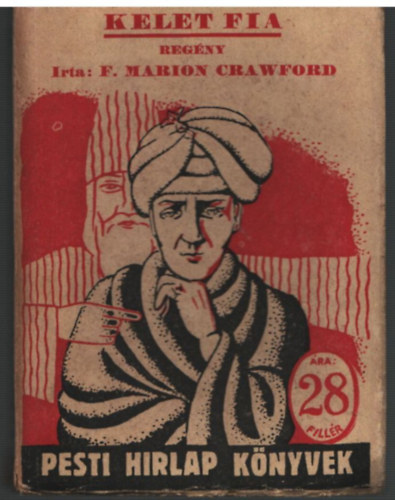 KELET FIA
REGÉNY
Irta: F. MARION CRAWFORD
ÁRA:
28
FILLÉR
PESTI HIRLAP KÖNYVEK